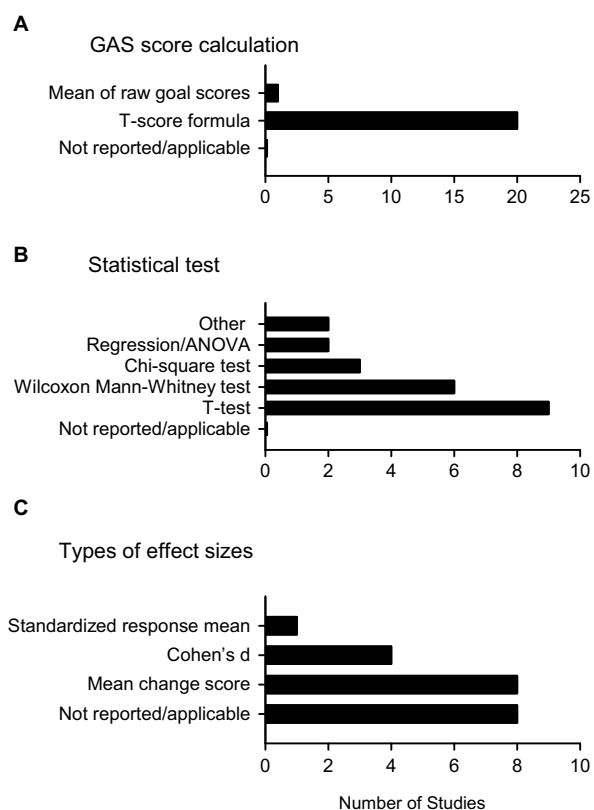 A
GAS score calculation
Mean of raw goal scores
T-score formula
Not reported/applicable
0 5 10 15 20 25
B
Statistical test
Other
Regression/ANOVA
Chi-square test
Wilcoxon Mann-Whitney test
T-test
Not reported/applicable
0 2 4 6 8 10
C
Types of effect sizes
Standardized response mean
Cohen's d
Mean change score
Not reported/applicable
0 2 4 6 8 10
Number of Studies